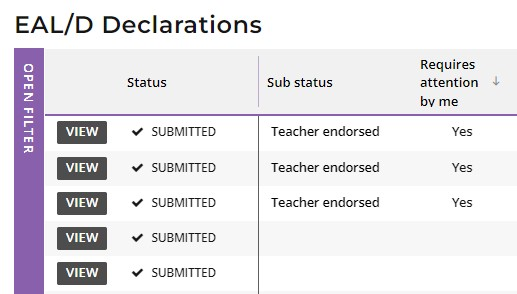 EAL/D Declarations
OPEN FILTER
Status Sub status Requires attention by me ↓
VIEW ✔ SUBMITTED Teacher endorsed Yes
VIEW ✔ SUBMITTED Teacher endorsed Yes
VIEW ✔ SUBMITTED Teacher endorsed Yes
VIEW ✔ SUBMITTED
VIEW ✔ SUBMITTED